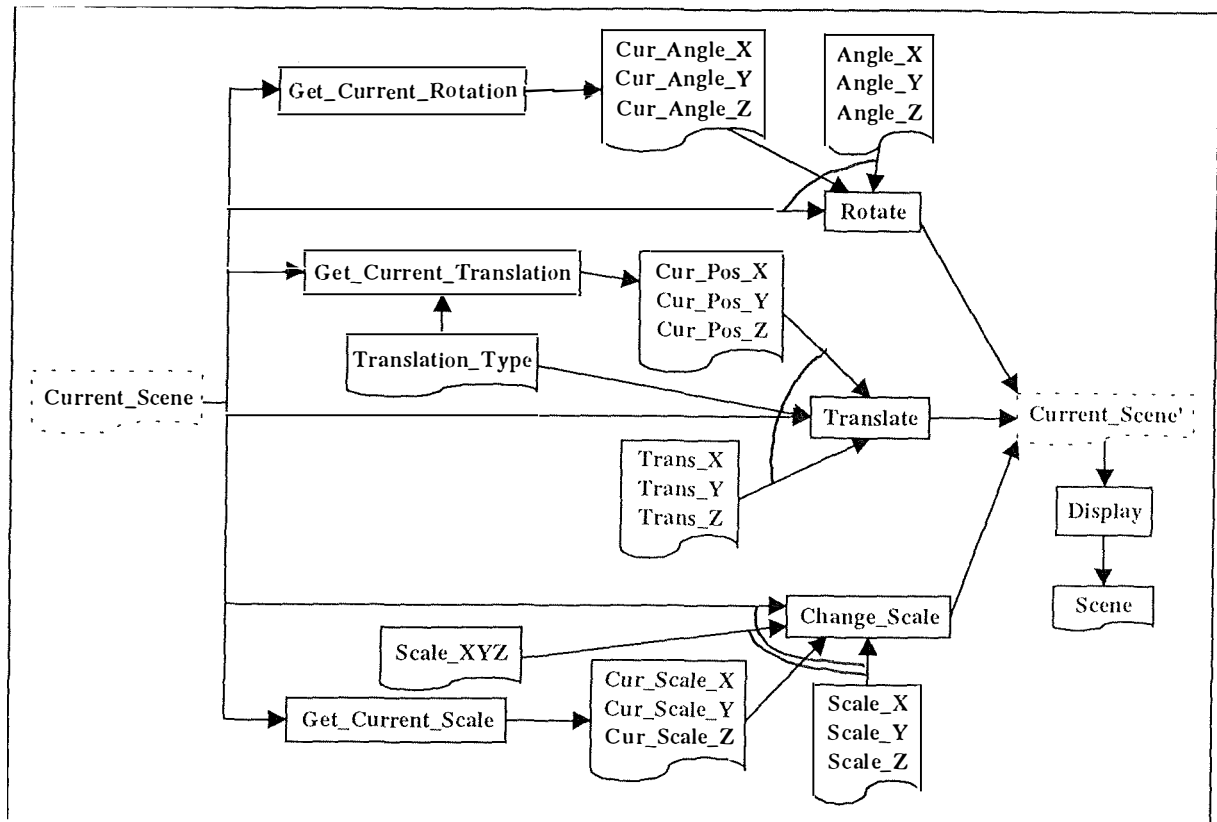 Cur_Angle_X
Cur_Angle_Y
Cur_Angle_Z
Angle_X
Angle_Y
Angle_Z
Get_Current_Rotation
Rotate
Get_Current_Translation
Cur_Pos_X
Cur_Pos_Y
Cur_Pos_Z
Translation_Type
Current_Scene
Translate
Current_Scene'
Trans_X
Trans_Y
Trans_Z
Display
Scene
Change_Scale
Scale_XYZ
Cur_Scale_X
Cur_Scale_Y
Cur_Scale_Z
Get_Current_Scale
Scale_X
Scale_Y
Scale_Z